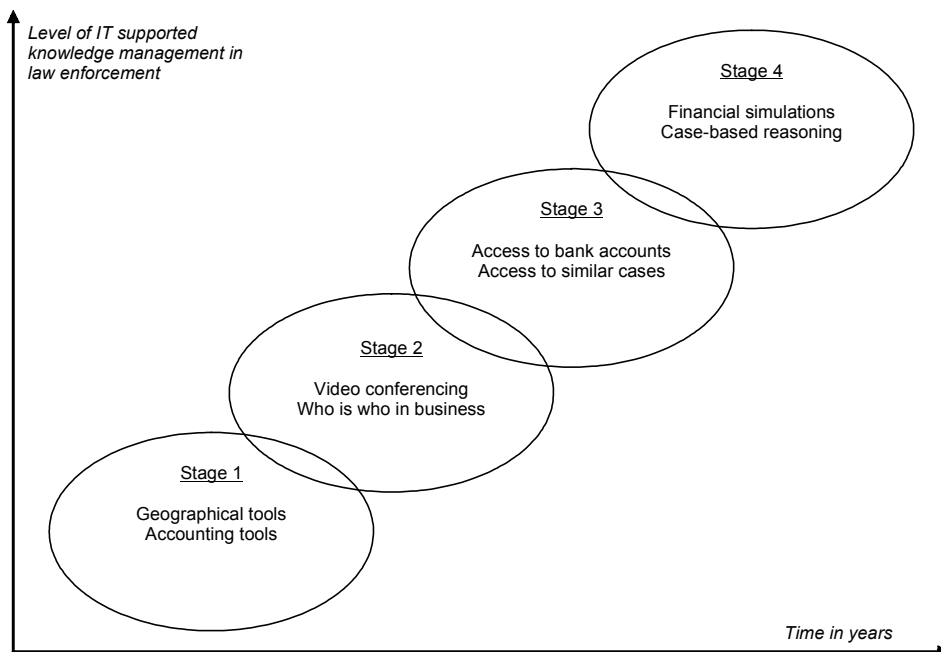 Level of IT supported
knowledge management in
law enforcement
Stage 4
Financial simulations
Case-based reasoning
Stage 3
Access to bank accounts
Access to similar cases
Stage 2
Video conferencing
Who is who in business
Stage 1
Geographical tools
Accounting tools
Time in years